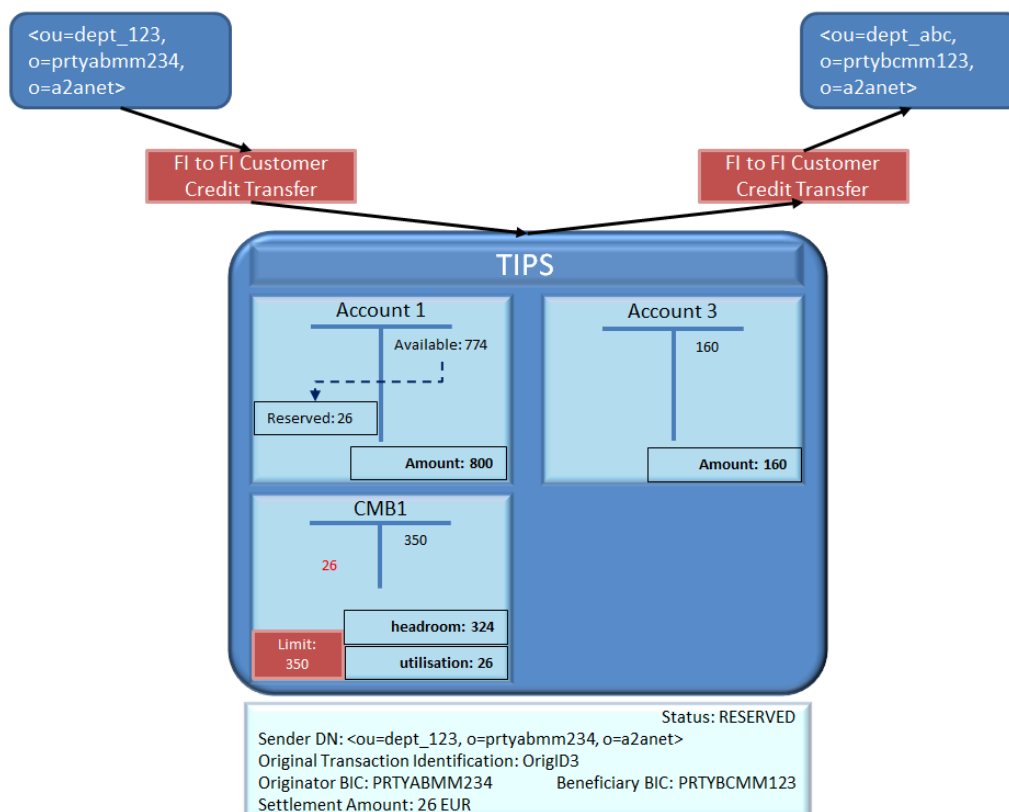 <ou=dept_123,
o=prtyabmm234,
o=a2anet>
<ou=dept_abc,
o=prtybcmm123,
o=a2anet>
FI to FI Customer
Credit Transfer
FI to FI Customer
Credit Transfer
TIPS
Account 1
Available: 774
Reserved: 26
Amount: 800
Account 3
160
Amount: 160
CMB1
350
26
headroom: 324
Limit:
350
utilisation: 26
Status: RESERVED
Sender DN: <ou=dept_123, o=prtyabmm234, o=a2anet>
Original Transaction Identification: OrigID3
Originator BIC: PRTYABMM234 Beneficiary BIC: PRTYBCMM123
Settlement Amount: 26 EUR